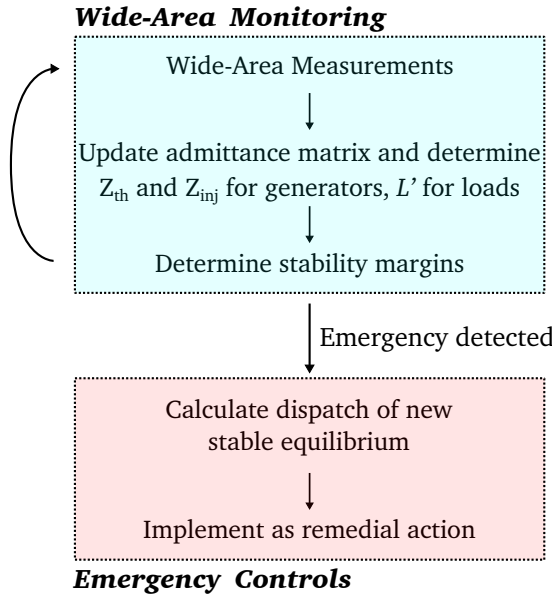 Wide-Area Monitoring
Wide-Area Measurements
Update admittance matrix and determine
Zth and Zinj for generators, L’ for loads
Determine stability margins
Emergency detected
Calculate dispatch of new
stable equilibrium
Implement as remedial action
Emergency Controls